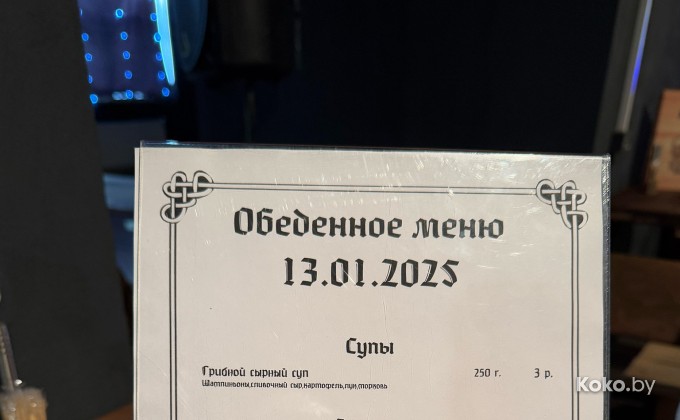 Обеденное меню
13.01.2025
Супы
Грибной сырный суп 250 г. 3 р.
Шампиньоны,сливочный сыр,картофель,лук,морковь
Koko.by